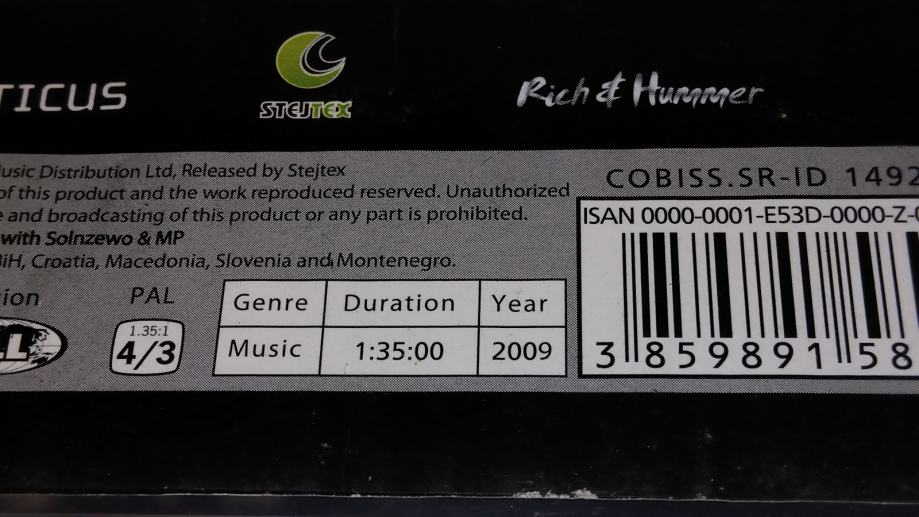 TICUS
STEJTEX
Rich & Hummer
usic Distribution Ltd, Released by Stejtex
of this product and the work reproduced reserved. Unauthorized
e and broadcasting of this product or any part is prohibited.
with Solnzewo & MP
BiH, Croatia, Macedonia, Slovenia and Montenegro.
COBISS.SR-ID 1492
ISAN 0000-0001-E53D-0000-Z-0
ion
PAL
1.35:1
4/3
Genre Duration Year
Music 1:35:00 2009
3 859891 58